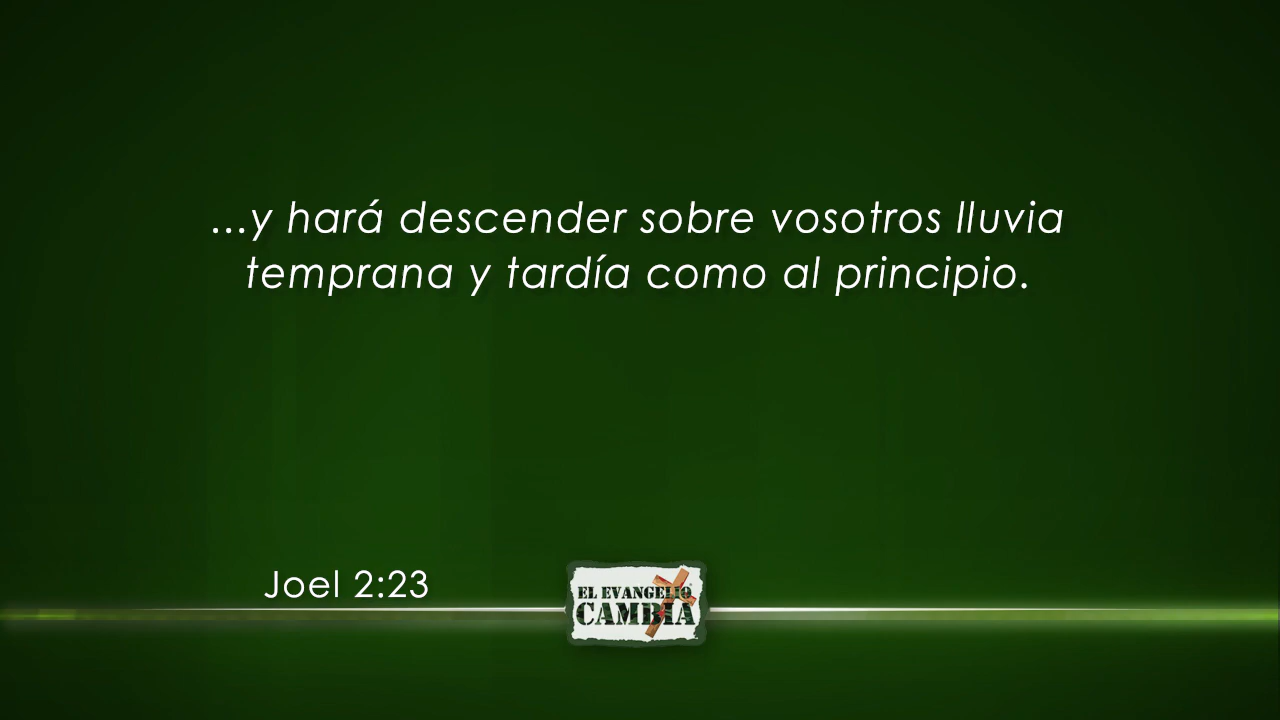 ...y hará descender sobre vosotros lluvia
temprana y tardía como al principio.
Joel 2:23
EL EVANGELIO
CAMBIA